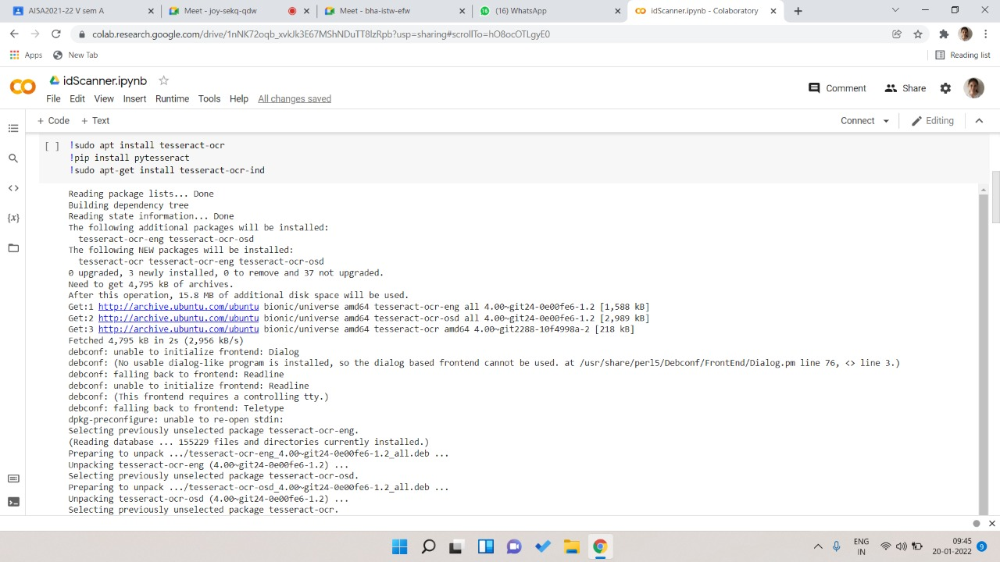 AI5A2021-22 V sem A
Meet - joy-sekq-qdw
Meet - bha-istw-efw
(16) WhatsApp
idScanner.ipynb - Colaboratory
colab.research.google.com/drive/1nNK72oqb_xvkJk3E67MShNDuTT8lzRpb?usp=sharing#scrollTo=hO8ocOTLgyE0
Apps
New Tab
Reading list
idScanner.ipynb
Comment
Share
File Edit View Insert Runtime Tools Help All changes saved
+ Code + Text
Connect
Editing
[ ] !sudo apt install tesseract-ocr
!pip install pytesseract
!sudo apt-get install tesseract-ocr-ind
Reading package lists... Done
Building dependency tree
Reading state information... Done
The following additional packages will be installed:
tesseract-ocr-eng tesseract-ocr-osd
The following NEW packages will be installed:
tesseract-ocr tesseract-ocr-eng tesseract-ocr-osd
0 upgraded, 3 newly installed, 0 to remove and 37 not upgraded.
Need to get 4,795 kB of archives.
After this operation, 15.8 MB of additional disk space will be used.
Get:1 http://archive.ubuntu.com/ubuntu bionic/universe amd64 tesseract-ocr-eng all 4.00~git24-0e00fe6-1.2 [1,588 kB]
Get:2 http://archive.ubuntu.com/ubuntu bionic/universe amd64 tesseract-ocr-osd all 4.00~git24-0e00fe6-1.2 [2,989 kB]
Get:3 http://archive.ubuntu.com/ubuntu bionic/universe amd64 tesseract-ocr amd64 4.00~git2288-10f4998a-2 [218 kB]
Fetched 4,795 kB in 2s (2,956 kB/s)
debconf: unable to initialize frontend: Dialog
debconf: (No usable dialog-like program is installed, so the dialog based frontend cannot be used. at /usr/share/perl5/Debconf/FrontEnd/Dialog.pm line 76, <> line 3.)
debconf: falling back to frontend: Readline
debconf: unable to initialize frontend: Readline
debconf: (This frontend requires a controlling tty.)
debconf: falling back to frontend: Teletype
dpkg-preconfigure: unable to re-open stdin:
Selecting previously unselected package tesseract-ocr-eng.
(Reading database ... 155229 files and directories currently installed.)
Preparing to unpack .../tesseract-ocr-eng_4.00~git24-0e00fe6-1.2_all.deb ...
Unpacking tesseract-ocr-eng (4.00~git24-0e00fe6-1.2) ...
Selecting previously unselected package tesseract-ocr-osd.
Preparing to unpack .../tesseract-ocr-osd_4.00~git24-0e00fe6-1.2_all.deb ...
Unpacking tesseract-ocr-osd (4.00~git24-0e00fe6-1.2) ...
Selecting previously unselected package tesseract-ocr.
ENG
IN
09:45
20-01-2022
9